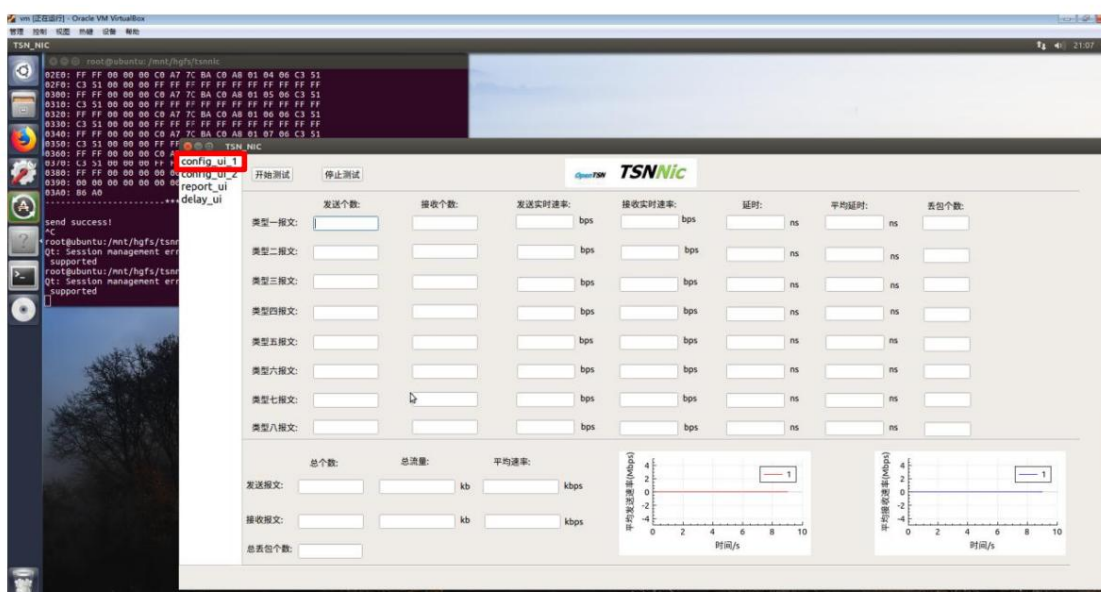 vm [正在运行] - Oracle VM VirtualBox
管理 控制 视图 热键 设备 帮助
TSN_NIC
21:07
root@ubuntu: /mnt/hgfs/tsnnic
02E0: FF FF 00 00 00 C0 A7 7C BA C0 A8 01 04 06 C3 51
02F0: C3 51 00 00 00 FF FF FF FF FF FF FF FF FF FF FF
0300: FF FF 00 00 00 C0 A7 7C BA C0 A8 01 05 06 C3 51
0310: C3 51 00 00 00 FF FF FF FF FF FF FF FF FF FF FF
0320: FF FF 00 00 00 C0 A7 7C BA C0 A8 01 06 06 C3 51
0330: C3 51 00 00 00 FF FF FF FF FF FF FF FF FF FF FF
0340: FF FF 00 00 00 C0 A7 7C BA C0 A8 01 07 06 C3 51
0350: C3 51 00 00 00 FF FF
0360: FF FF 00 00 00 C0
0370: C3 51 00 00 00 FF
0380: 00 00 00 00 00 00
0390: 00 00 00 00 00 00
03A0: B6 A0
send success!
^C
root@ubuntu:/mnt/hgfs/tsnn
Qt: Session management err
supported
root@ubuntu:/mnt/hgfs/tsnn
Qt: Session management err
supported
TSN_NIC
config_ui_1
config_ui_2
report_ui
delay_ui
开始测试 停止测试 OpenTSN TSNNic
发送个数: 接收个数: 发送实时速率: 接收实时速率: 延时: 平均延时: 丢包个数:
类型一报文: bps bps ns ns
类型二报文: bps bps ns ns
类型三报文: bps bps ns ns
类型四报文: bps bps ns ns
类型五报文: bps bps ns ns
类型六报文: bps bps ns ns
类型七报文: bps bps ns ns
类型八报文: bps bps ns ns
总个数: 总流量: 平均速率:
发送报文: kb kbps
接收报文: kb kbps
总丢包个数:
平均发送速率(Mbps)
4
2
0
-2
-4
1
0 2 4 6 8 10
时间/s
平均接收速率(Mbps)
4
2
0
-2
-4
1
0 2 4 6 8 10
时间/s